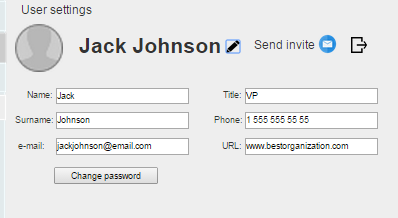 User settings
Jack Johnson Send invite
Name: Jack Title: VP
Surname: Johnson Phone: 1 555 555 55 55
e-mail: jackjohnson@email.com URL: www.bestorganization.com
Change password